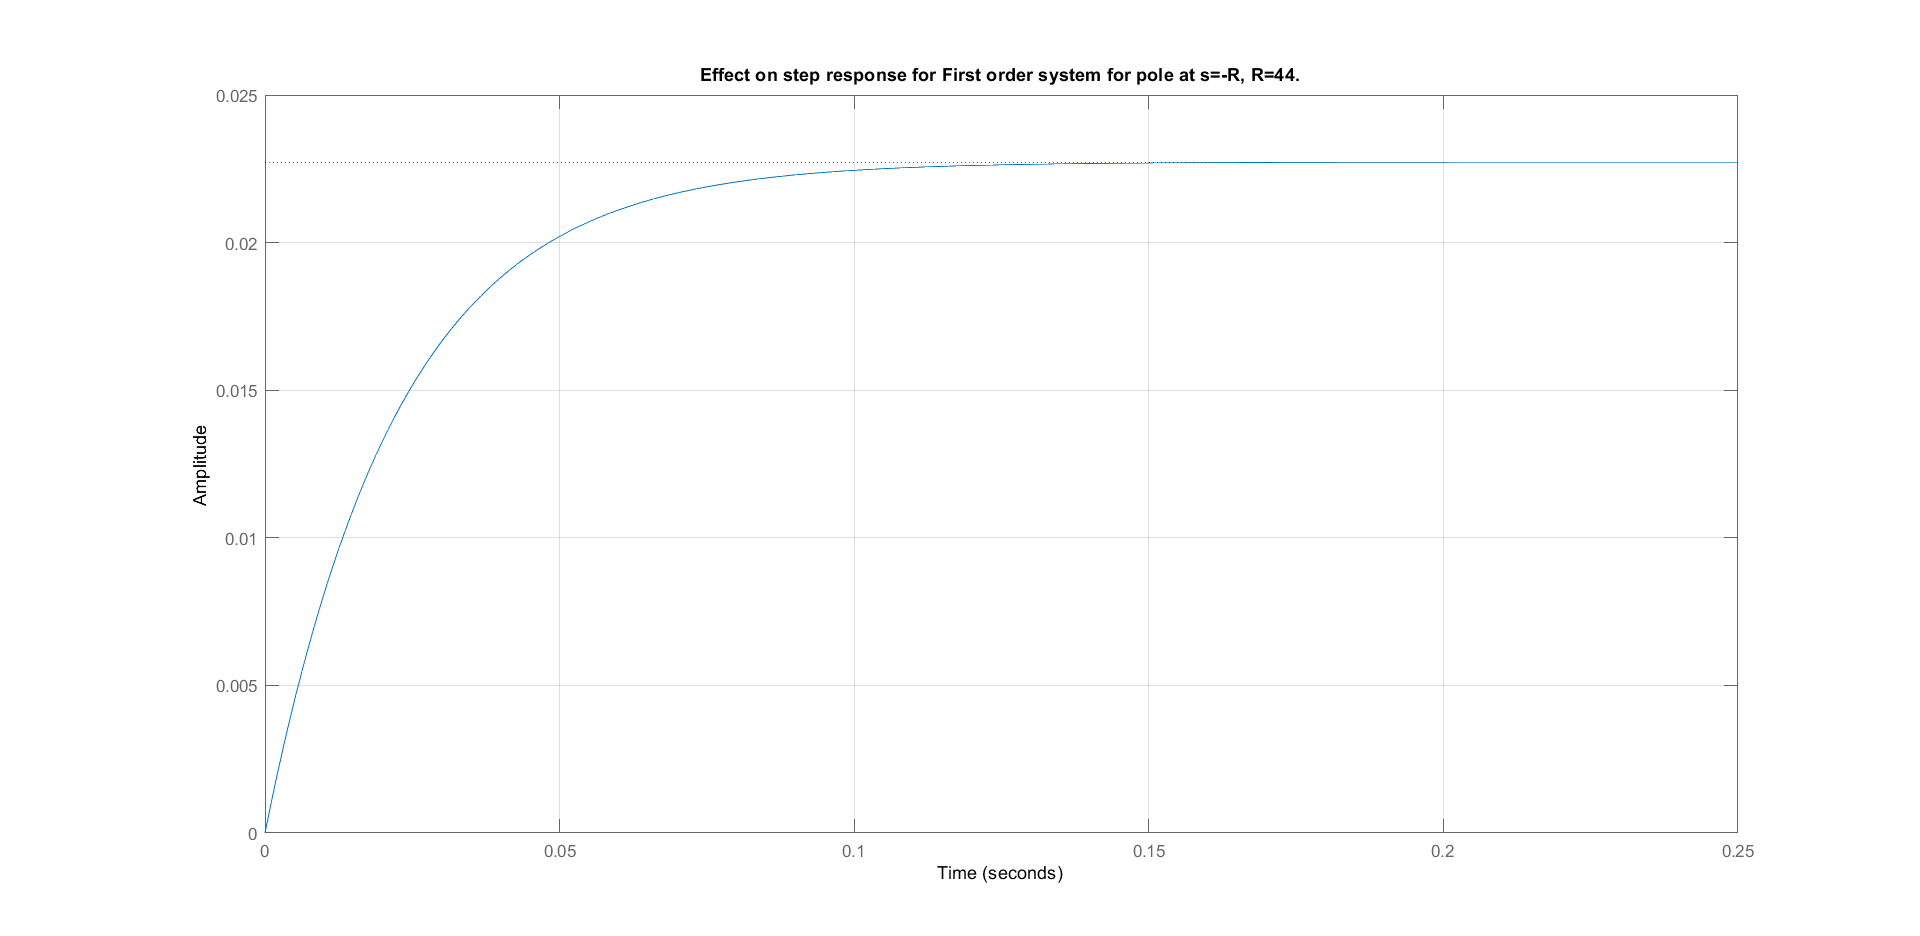 Effect on step response for First order system for pole at s=-R, R=44.
0.025
0.02
0.015
0.01
0.005
0
Amplitude
0 0.05 0.1 0.15 0.2 0.25
Time (seconds)